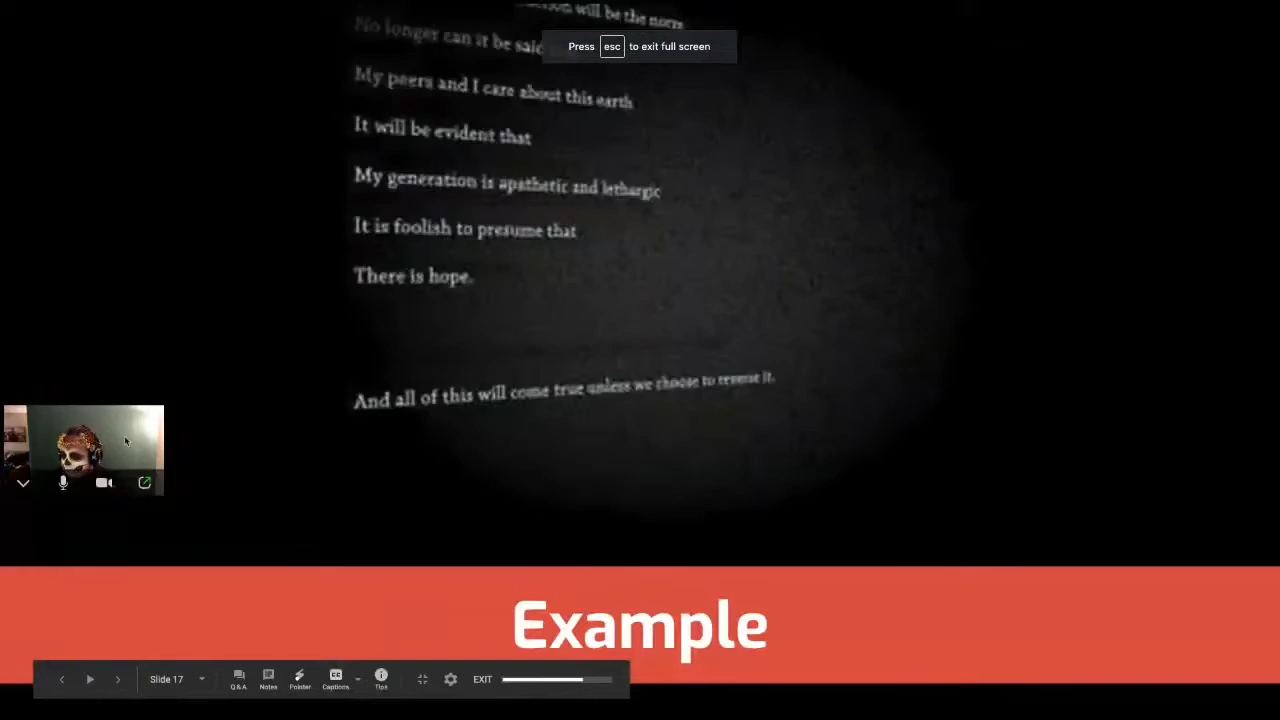 will be the norm
No longer can it be said
Press esc to exit full screen
My peers and I care about this earth
It will be evident that
My generation is apathetic and lethargic
It is foolish to presume that
There is hope.
And all of this will come true unless we choose to reverse it.
Example
Slide 17
Q&A
Notes
Pointer
CC
Captions
Tips
EXIT